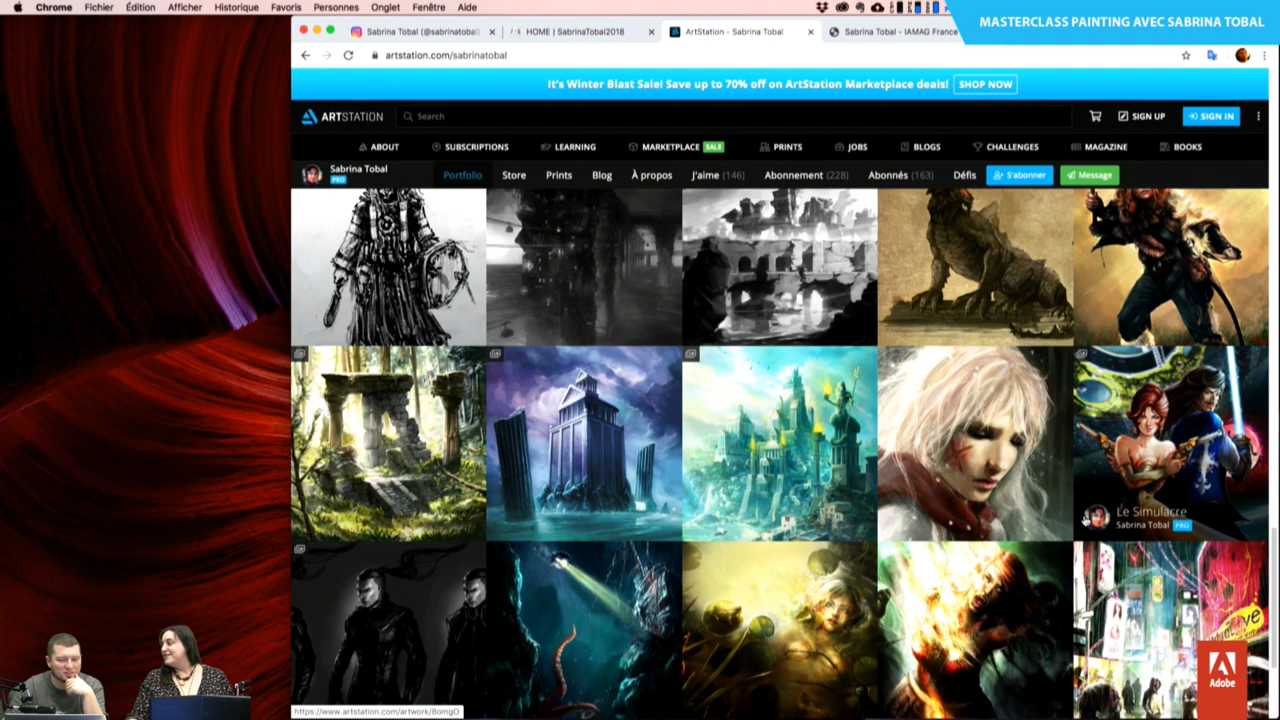 Chrome Fichier Édition Afficher Historique Favoris Personnes Onglet Fenêtre Aide
MASTERCLASS PAINTING AVEC SABRINA TOBAL
Sabrina Tobal (@sabrinatobal)
HOME | SabrinaTobal2018
ArtStation - Sabrina Tobal
Sabrina Tobal - IAMAG France
artstation.com/sabrinatobal
It's Winter Blast Sale! Save up to 70% off on ArtStation Marketplace deals! SHOP NOW
ARTSTATION Search SIGN UP SIGN IN
ABOUT SUBSCRIPTIONS LEARNING MARKETPLACE SALE PRINTS JOBS BLOGS CHALLENGES MAGAZINE BOOKS
Sabrina Tobal
PRO
Portfolio Store Prints Blog À propos J'aime (146) Abonnement (228) Abonnés (163) Défis S'abonner Message
Le Simulacre
Sabrina Tobal PRO
ve
Adobe
https://www.artstation.com/artwork/8omgO